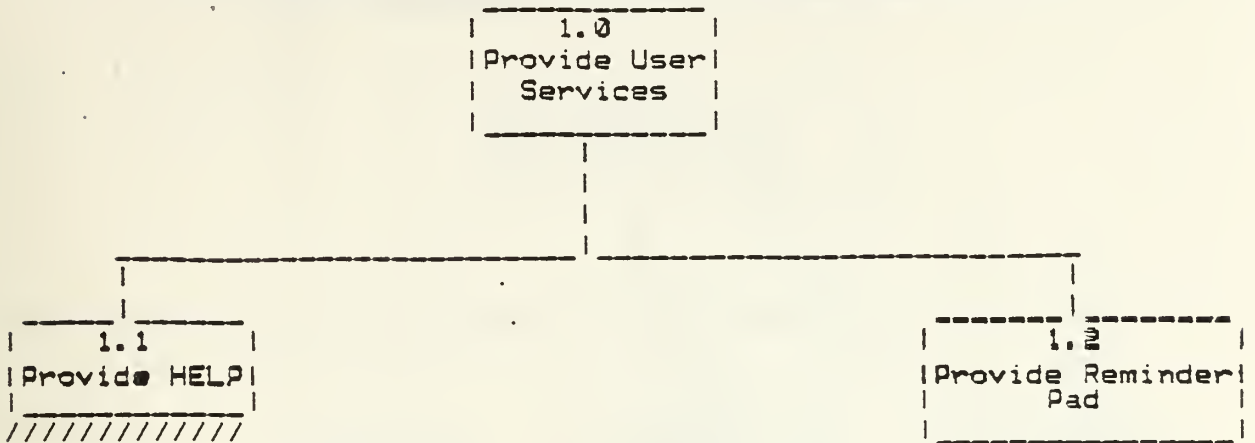 1.0
Provide User
Services
1.1
Provide HELP
1.2
Provide Reminder
Pad
/////////////